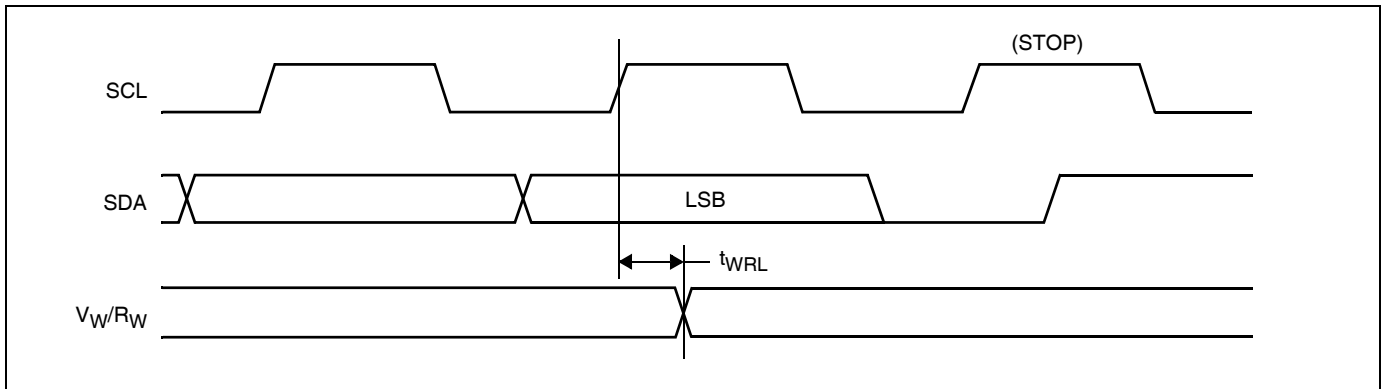 (STOP)
SCL
SDA
LSB
tWRL
VW/RW